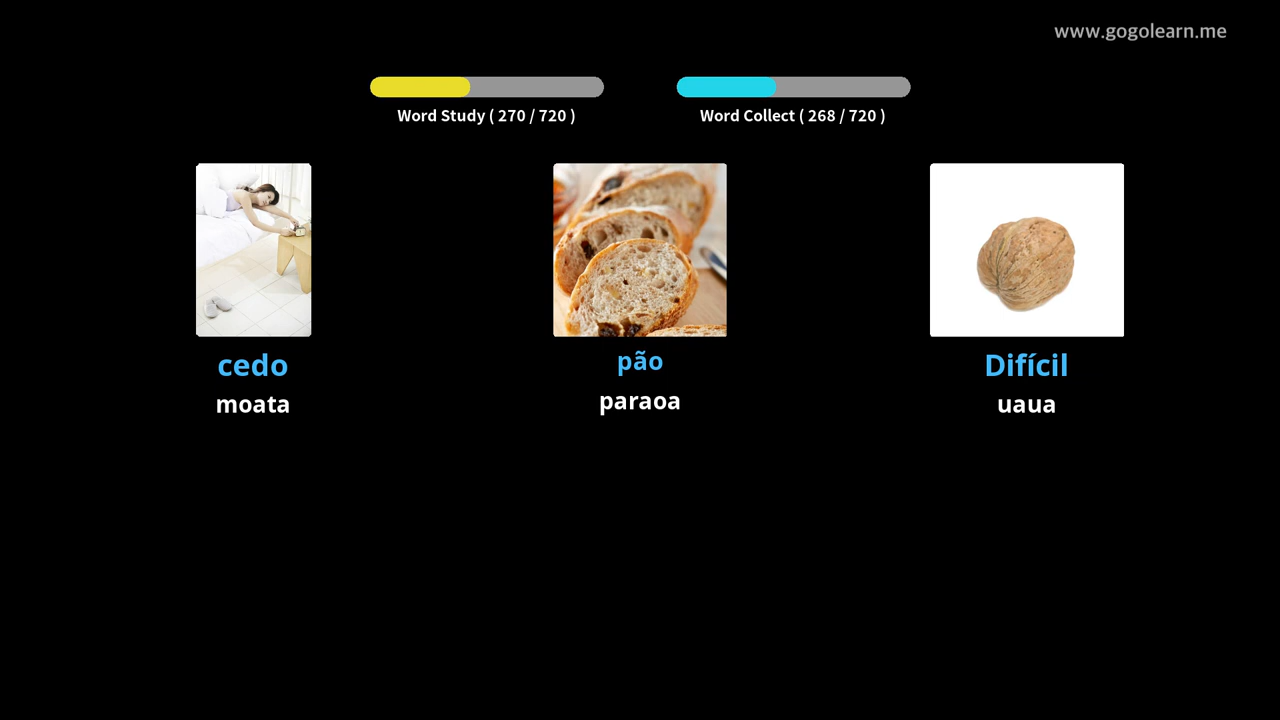 www.gogolearn.me
Word Study ( 270 / 720 )
Word Collect ( 268 / 720 )
cedo
moata
pão
paraoa
Difícil
uaua